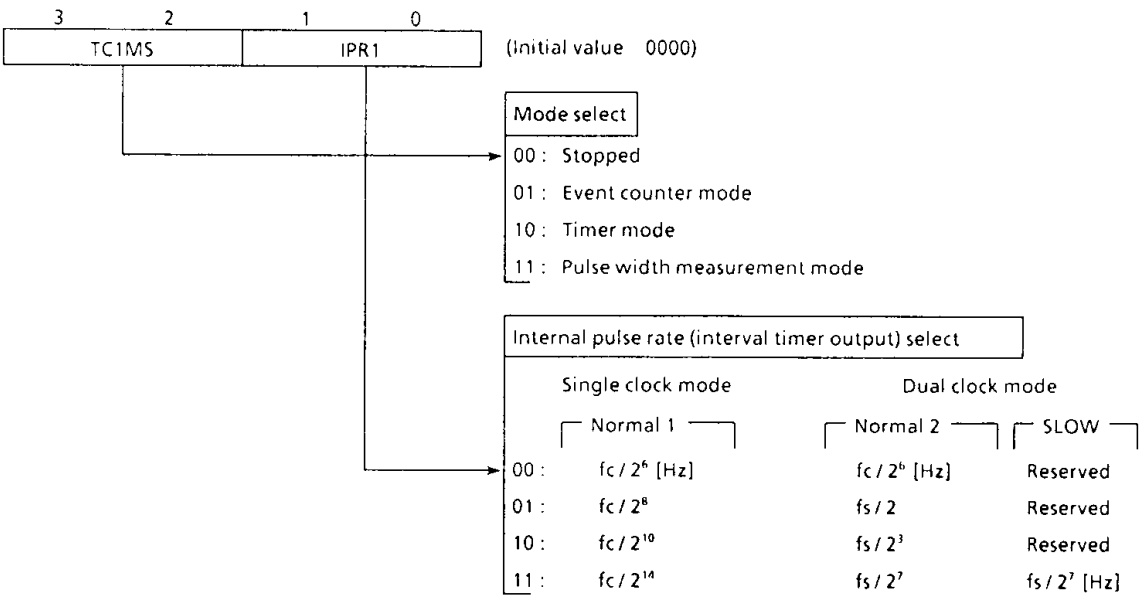 3 2 1 0
TC1MS IPR1 (Initial value 0000)
Mode select
00 : Stopped
01 : Event counter mode
10 : Timer mode
11 : Pulse width measurement mode
Internal pulse rate (interval timer output) select
Single clock mode Dual clock mode
Normal 1 Normal 2 SLOW
00 : fc / 2⁶ [Hz] fc / 2⁶ [Hz] Reserved
01 : fc / 2⁸ fs / 2 Reserved
10 : fc / 2¹⁰ fs / 2³ Reserved
11 : fc / 2¹⁴ fs / 2⁷ fs / 2⁷ [Hz]